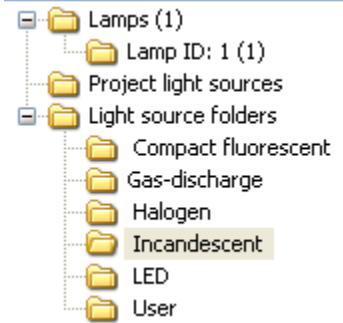 Lamps (1)
Lamp ID: 1 (1)
Project light sources
Light source folders
Compact fluorescent
Gas-discharge
Halogen
Incandescent
LED
User